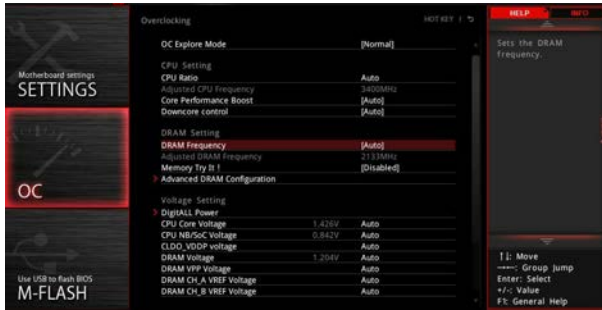 Overclocking
HOT KEY
HELP
INFO
Motherboard settings
SETTINGS
OC
Use USB to flash BIOS
M-FLASH
OC Explore Mode [Normal]
CPU Setting
CPU Ratio Auto
Adjusted CPU Frequency 3400MHz
Core Performance Boost [Auto]
Downcore control [Auto]
DRAM Setting
DRAM Frequency [Auto]
Adjusted DRAM Frequency 2133MHz
Memory Try It ! [Disabled]
Advanced DRAM Configuration
Voltage Setting
DigitALL Power
CPU Core Voltage 1.426V Auto
CPU NB/SoC Voltage 0.842V Auto
CLDO_VDDP voltage Auto
DRAM Voltage 1.204V Auto
DRAM VPP Voltage Auto
DRAM CH_A VREF Voltage Auto
DRAM CH_B VREF Voltage Auto
Sets the DRAM
frequency.
↑↓: Move
→←: Group Jump
Enter: Select
+/-: Value
F1: General Help